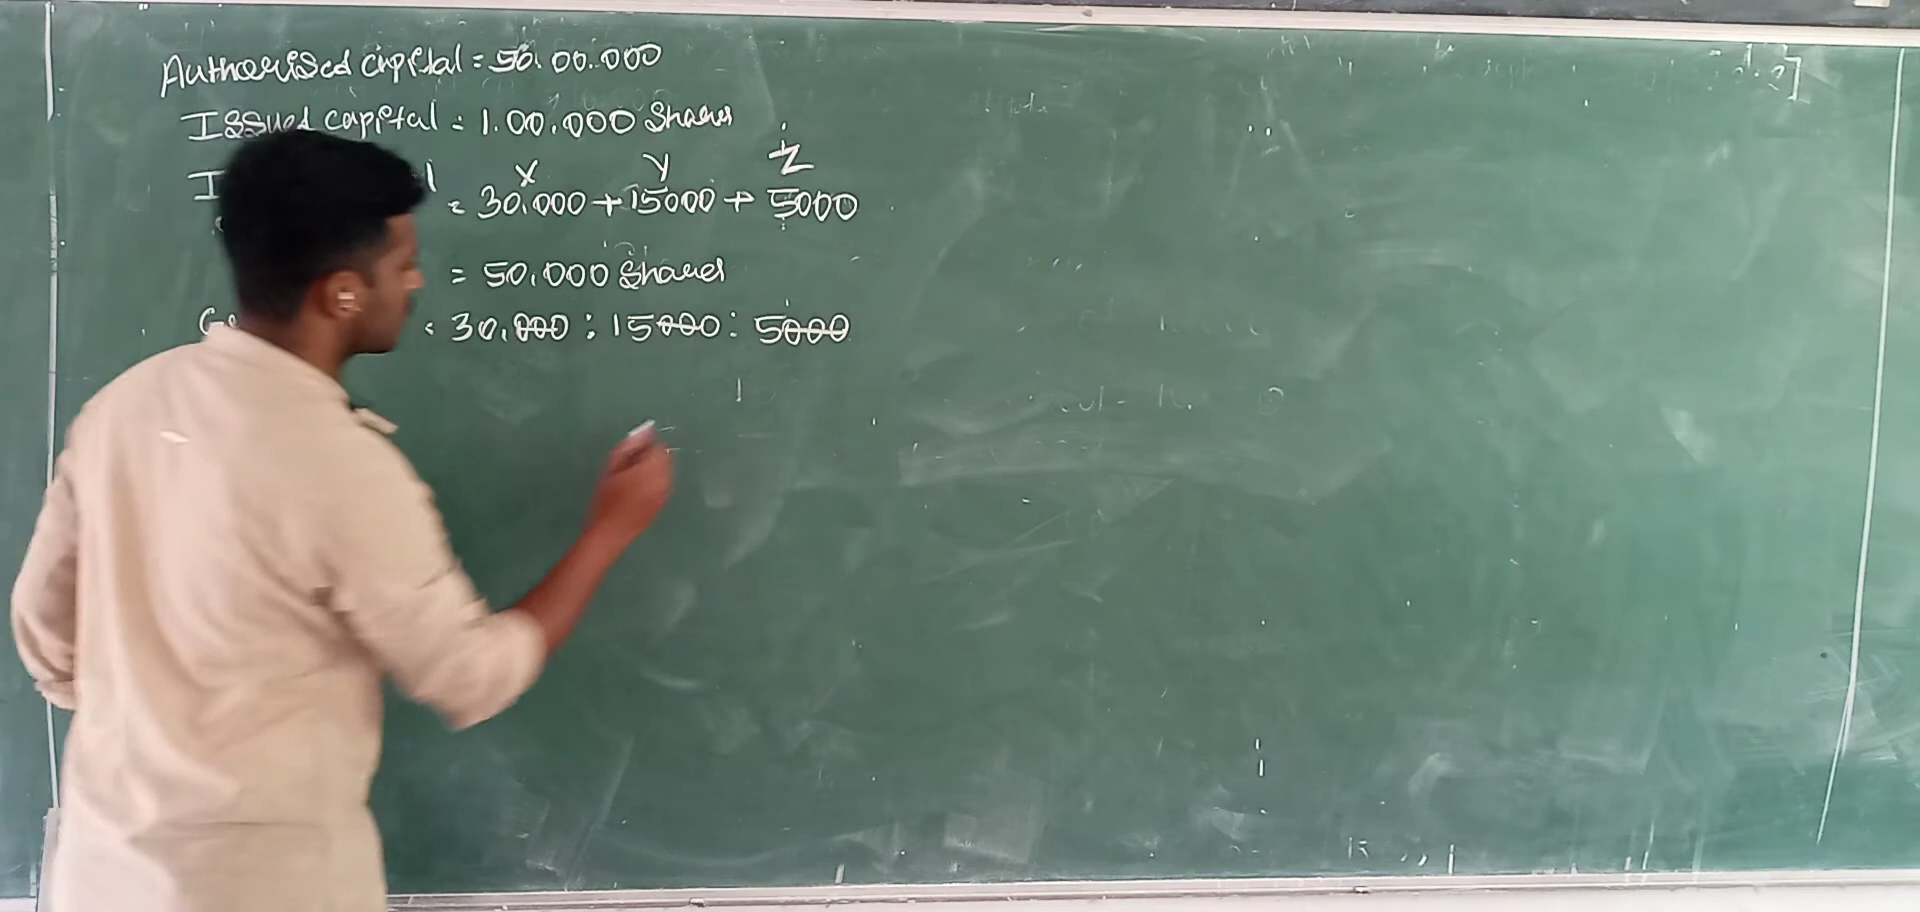 Authorised capital = 50.00.000
Issued capital = 1.00.000 Shares
X Y Z
= 30.000 + 15000 + 5000
= 50.000 Shares
= 30.000 : 15000 : 5000